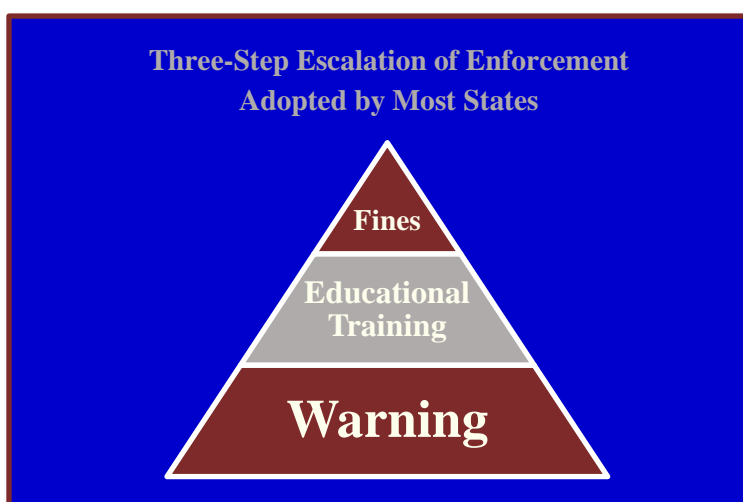 Three-Step Escalation of Enforcement
Adopted by Most States
Fines
Educational
Training
Warning